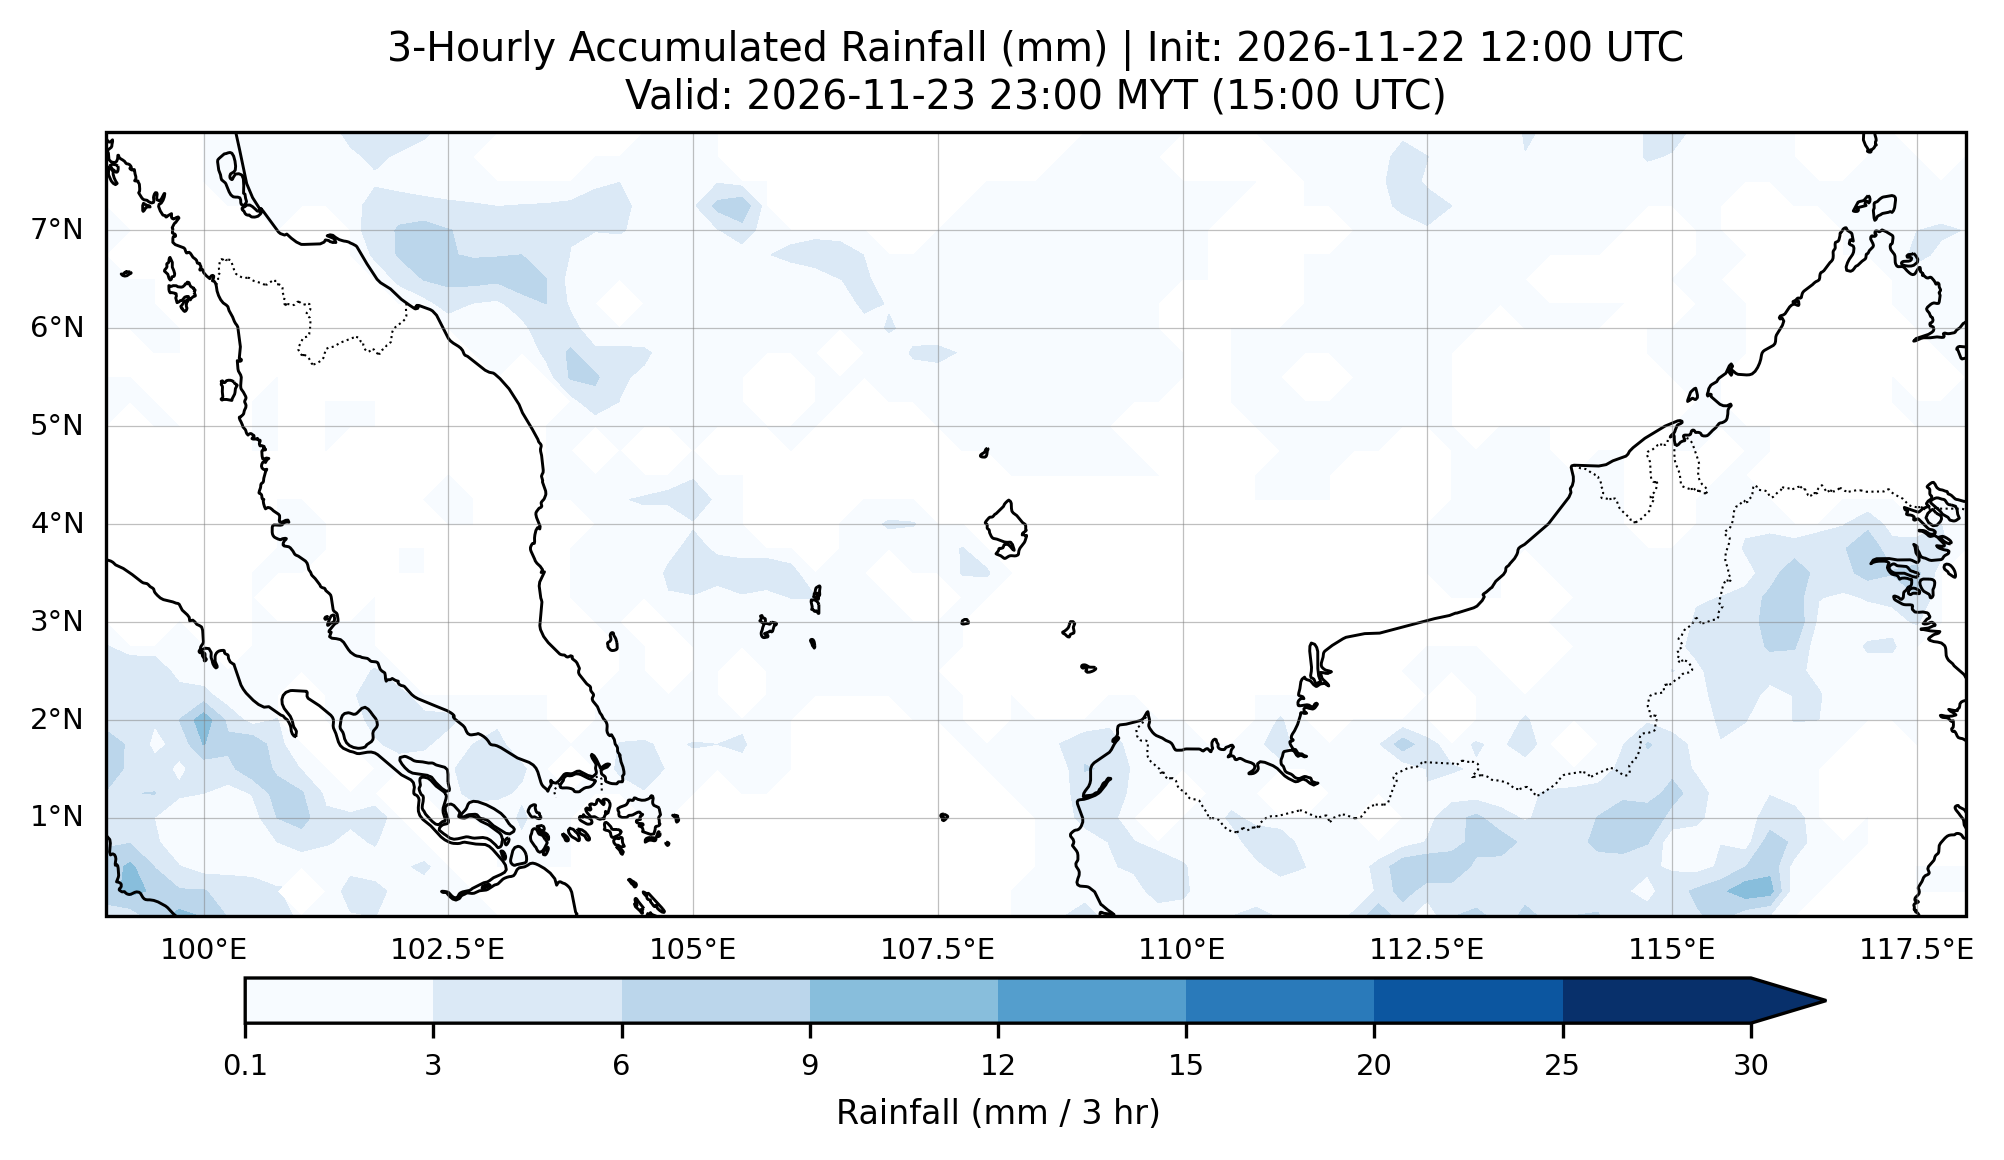 3-Hourly Accumulated Rainfall (mm) | Init: 2026-11-22 12:00 UTC
Valid: 2026-11-23 23:00 MYT (15:00 UTC)
7°N
6°N
5°N
4°N
3°N
2°N
1°N
100°E 102.5°E 105°E 107.5°E 110°E 112.5°E 115°E 117.5°E
0.1 3 6 9 12 15 20 25 30
Rainfall (mm / 3 hr)